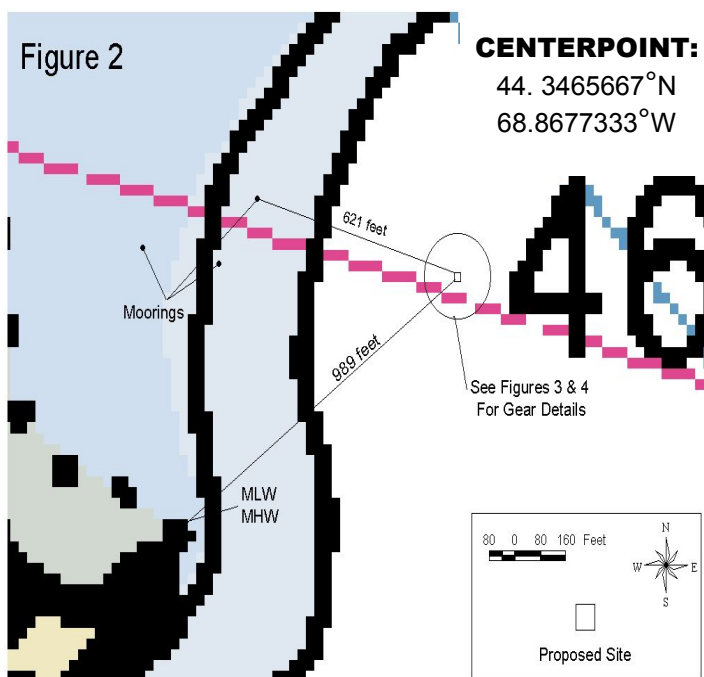 Figure 2
CENTERPOINT:
44. 3465667°N
68.8677333°W
46
621 feet
Moorings
989 feet
See Figures 3 & 4
For Gear Details
MLW
MHW
80 0 80 160 Feet
N
W E
S
Proposed Site